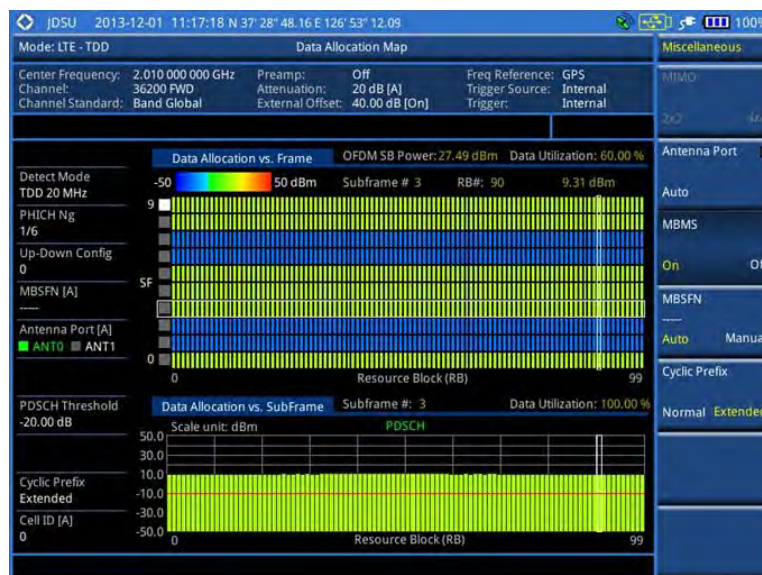 JDSU 2013-12-01 11:17:18 N 37' 28" 48.16 E 126' 53" 12.09 100%
Mode: LTE - TDD Data Allocation Map Miscellaneous
Center Frequency: 2.010 000 000 GHz Preamp: Off Freq Reference: GPS
Channel: 36200 FWD Attenuation: 20 dB [A] Trigger Source: Internal
Channel Standard: Band Global External Offset: 40.00 dB [On] Trigger: Internal
MIMO
2x2
Data Allocation vs. Frame OFDM SB Power: 27.49 dBm Data Utilization: 60.00 %
-50 50 dBm Subframe # 3 RB#: 90 9.31 dBm
Detect Mode
TDD 20 MHz
PHICH Ng
1/6
Up-Down Config
0
MBSFN [A]
-----
Antenna Port [A]
ANT0 ANT1
9
SF
0
0 Resource Block (RB) 99
Antenna Port
Auto
MBMS
On
MBSFN
-----
Auto Manua
Cyclic Prefix
Normal Extended
PDSCH Threshold
-20.00 dB
Cyclic Prefix
Extended
Cell ID [A]
0
Data Allocation vs. SubFrame Subframe #: 3 Data Utilization: 100.00 %
Scale unit: dBm PDSCH
50.0
30.0
10.0
-10.0
-30.0
-50.0
0 Resource Block (RB) 99